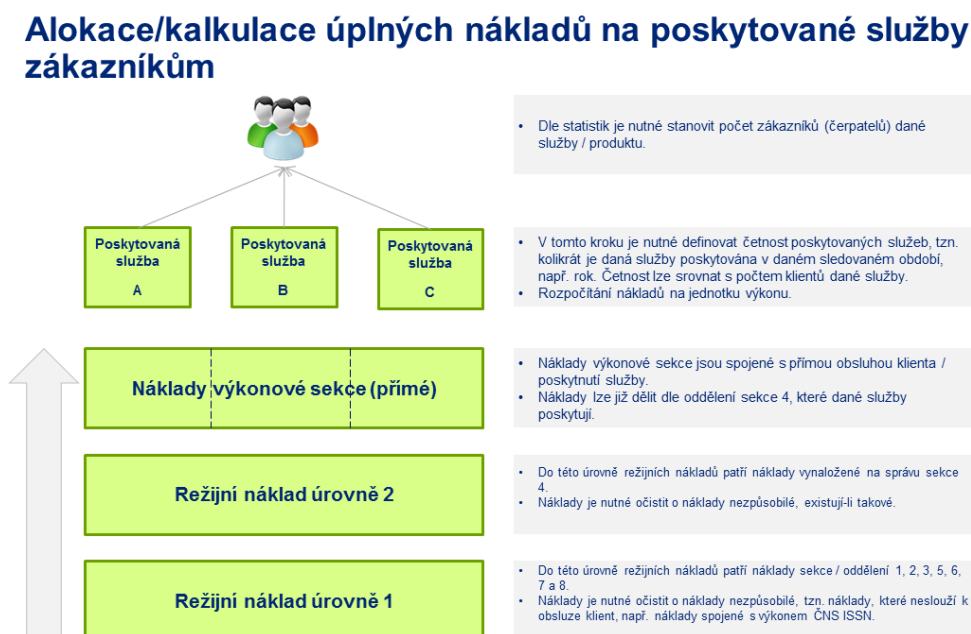 Alokace/kalkulace úplných nákladů na poskytované služby
zákazníkům
• Dle statistik je nutné stanovit počet zákazníků (čerpatelů) dané
služby / produktu.
Poskytovaná
služba
A
Poskytovaná
služba
B
Poskytovaná
služba
C
• V tomto kroku je nutné definovat četnost poskytovaných služeb, tzn.
kolikrát je daná služby poskytována v daném sledovaném období,
např. rok. Četnost lze srovnat s počtem klientů dané služby.
• Rozpočítání nákladů na jednotku výkonu.
Náklady výkonové sekce (přímé)
• Náklady výkonové sekce jsou spojené s přímou obsluhou klienta /
poskytnutí služby.
• Náklady lze již dělit dle oddělení sekce 4, které dané služby
poskytují.
Režijní náklad úrovně 2
• Do této úrovně režijních nákladů patří náklady vynaložené na správu sekce
4.
• Náklady je nutné očistit o náklady nezpůsobilé, existují-li takové.
Režijní náklad úrovně 1
• Do této úrovně režijních nákladů patří náklady sekce / oddělení 1, 2, 3, 5, 6,
7 a 8.
• Náklady je nutné očistit o náklady nezpůsobilé, tzn. náklady, které neslouží k
obsluze klient, např. náklady spojené s výkonem ČNS ISSN.